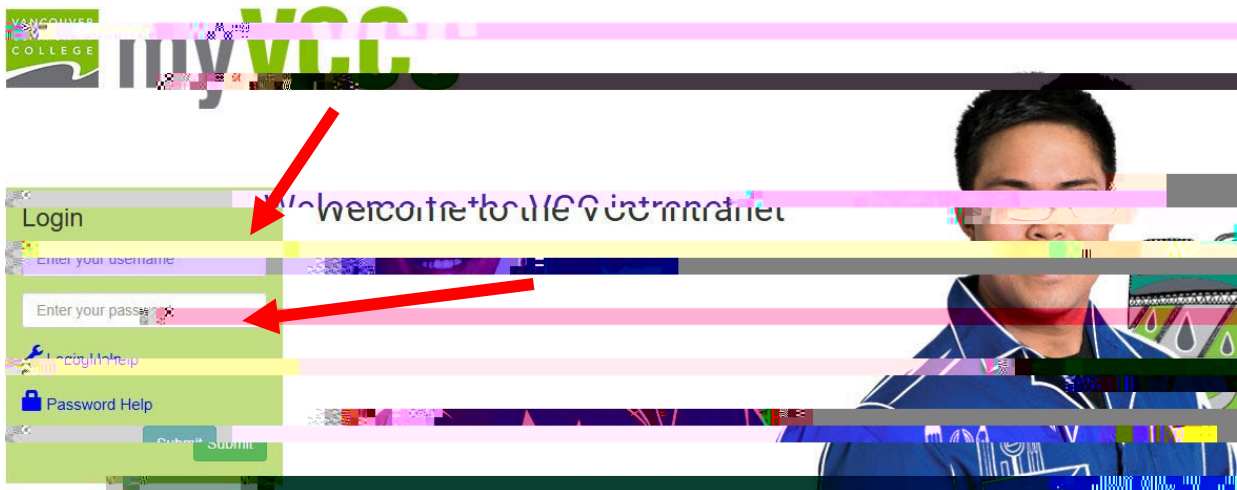 VANCOUVER
COLLEGE
myVCC
Login
Welcome to the VCC intranet
Enter your username
Enter your password
Login Help
Password Help
Submit